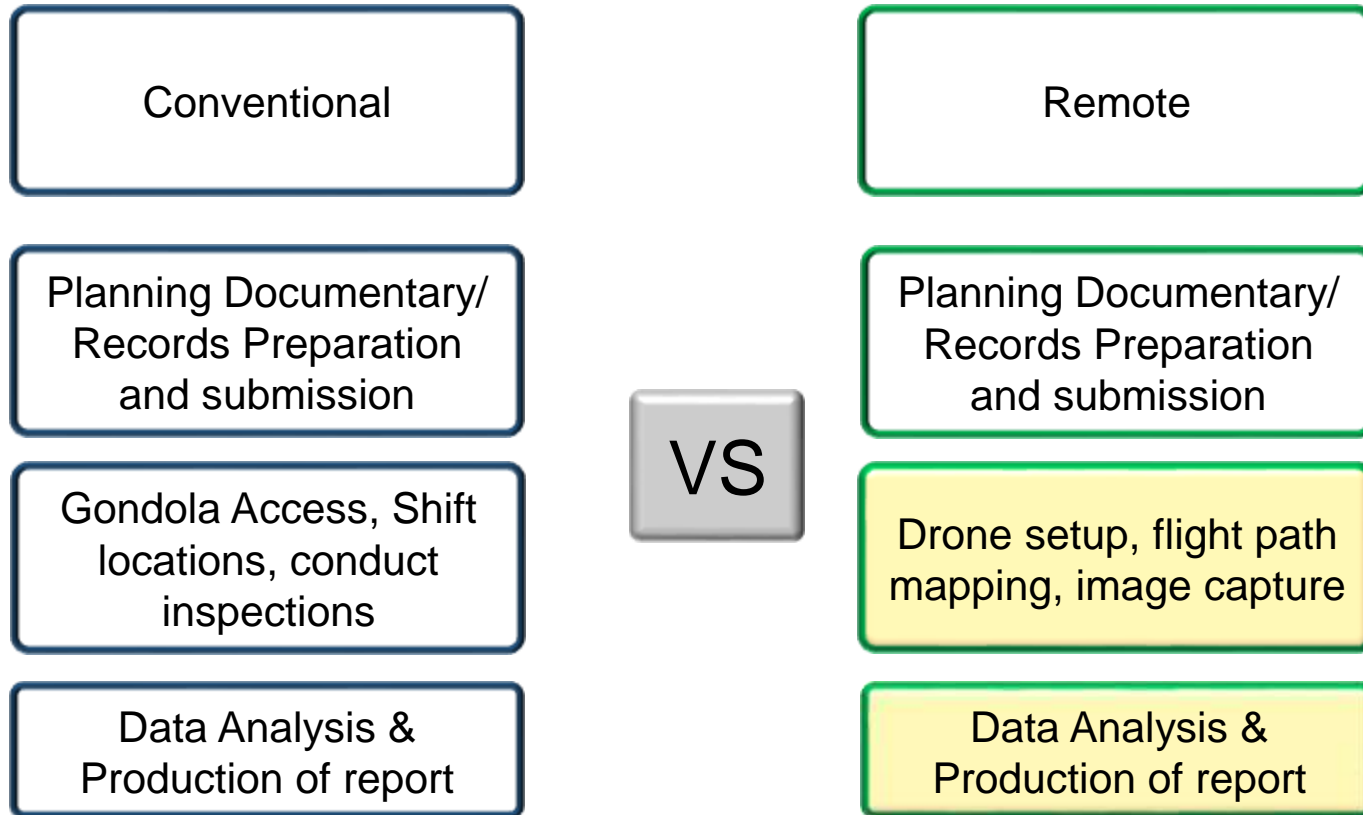 Conventional
Planning Documentary/
Records Preparation
and submission
Gondola Access, Shift
locations, conduct
inspections
Data Analysis &
Production of report
VS
Remote
Planning Documentary/
Records Preparation
and submission
Drone setup, flight path
mapping, image capture
Data Analysis &
Production of report